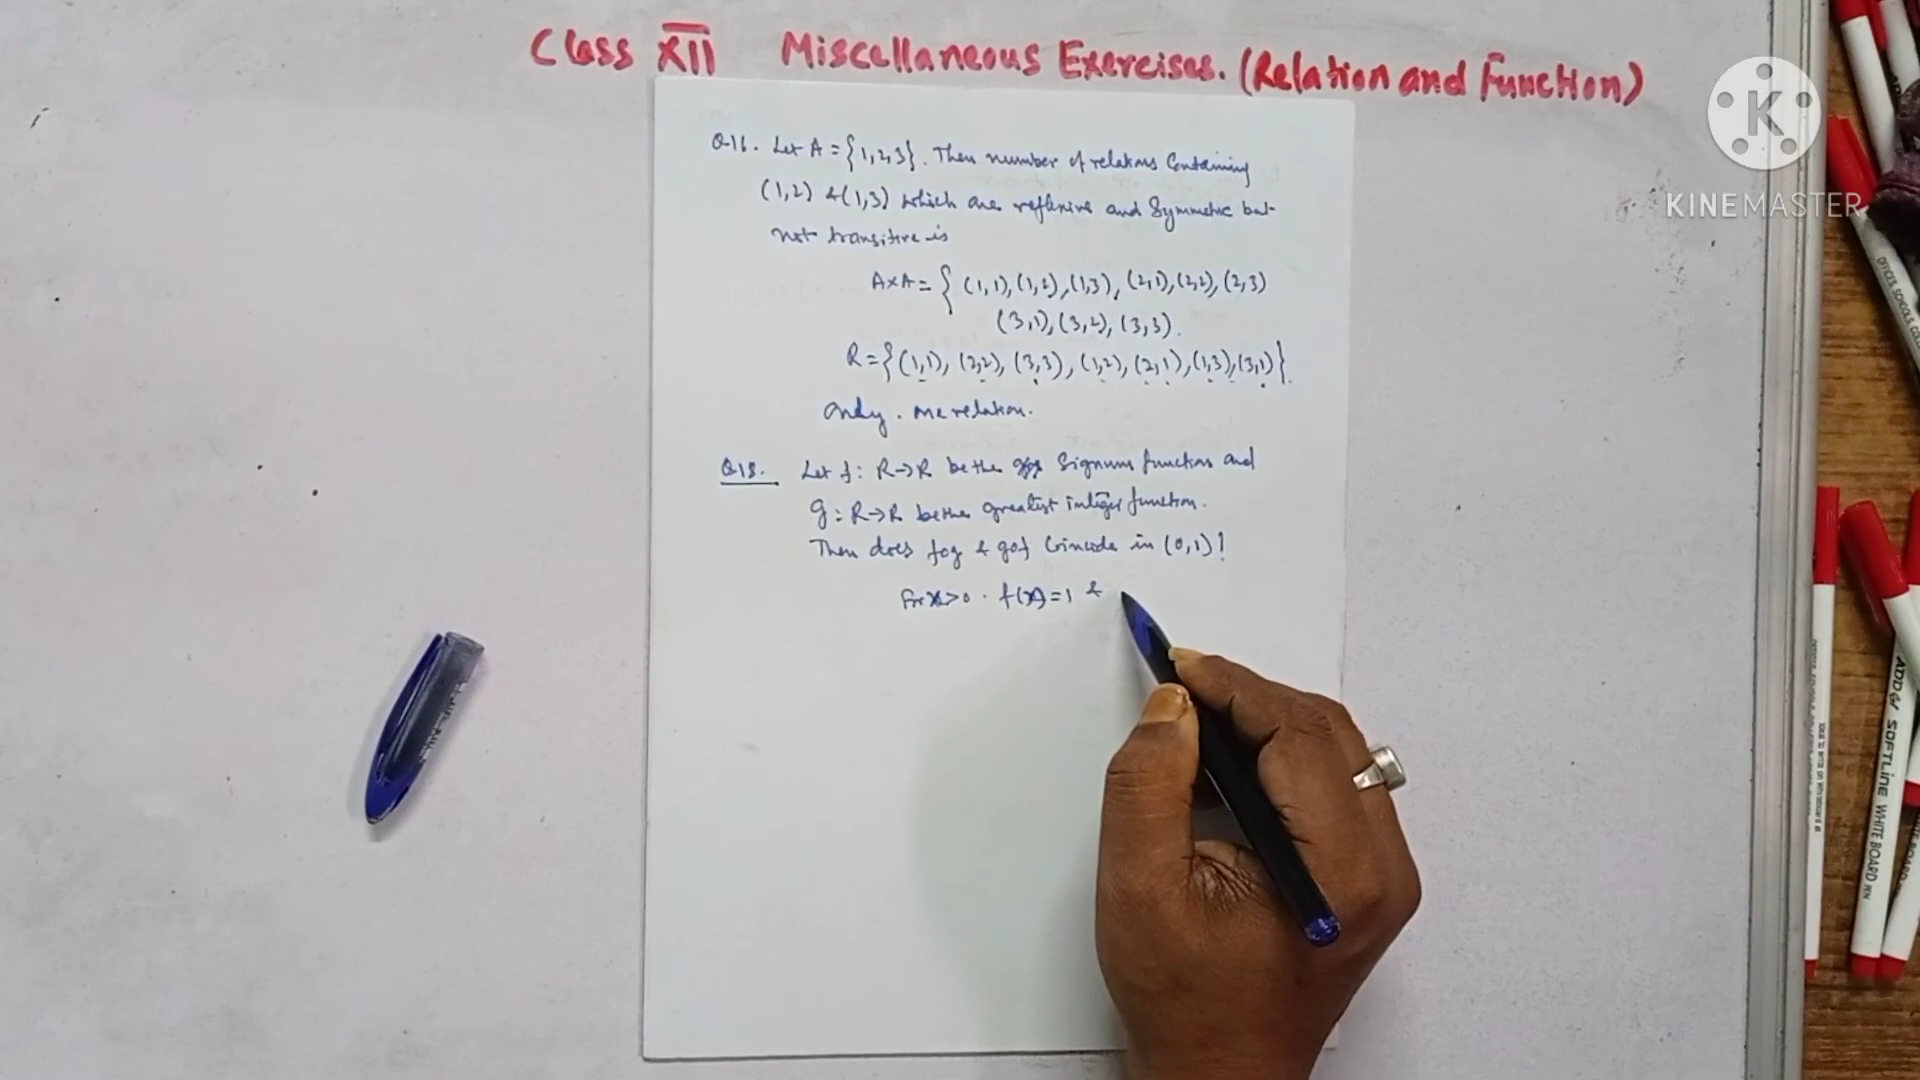 Class XII Miscellaneous Exercises. (Relation and Function)
Q-16. Let A = {1,2,3}. Then number of relations Containing
(1,2) & (1,3) which are reflexive and Symmetric but
not transitive is
A×A = { (1,1), (1,2), (1,3), (2,1), (2,2), (2,3)
(3,1), (3,2), (3,3).
R = {(1,1), (2,2), (3,3), (1,2), (2,1), (1,3), (3,1)}.
only. one relation.
Q18. Let f: R→R be the Signum function and
g: R→R be the greatest integer function.
Then does fog & gof Coincide in (0,1)?
For x>0. f(x)=1 &
K
KINEMASTER
ADD GEL SOFTLINE WHITE BOARD PEN